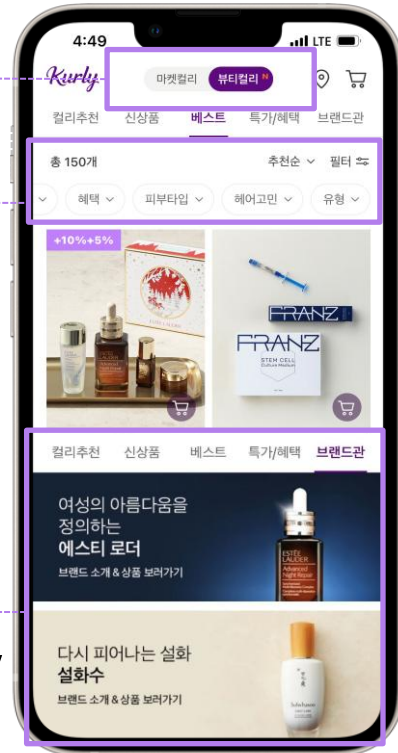 4:49
LTE
Kurly
마켓컬리
뷰티컬리 N
컬리추천 신상품 베스트 특가/혜택 브랜드관
총 150개
추천순
필터
혜택
피부타입
헤어고민
유형
+10%+5%
FRANZ
FRANZ
STEM CELL
Culture Medium
컬리추천 신상품 베스트 특가/혜택 브랜드관
여성의 아름다움을
정의하는
에스티 로더
브랜드 소개 & 상품 보러가기
ESTĒE
LAUDER
Advanced
Night Repair
다시 피어나는 설화
설화수
브랜드 소개 & 상품 보러가기
Sulwhasoo